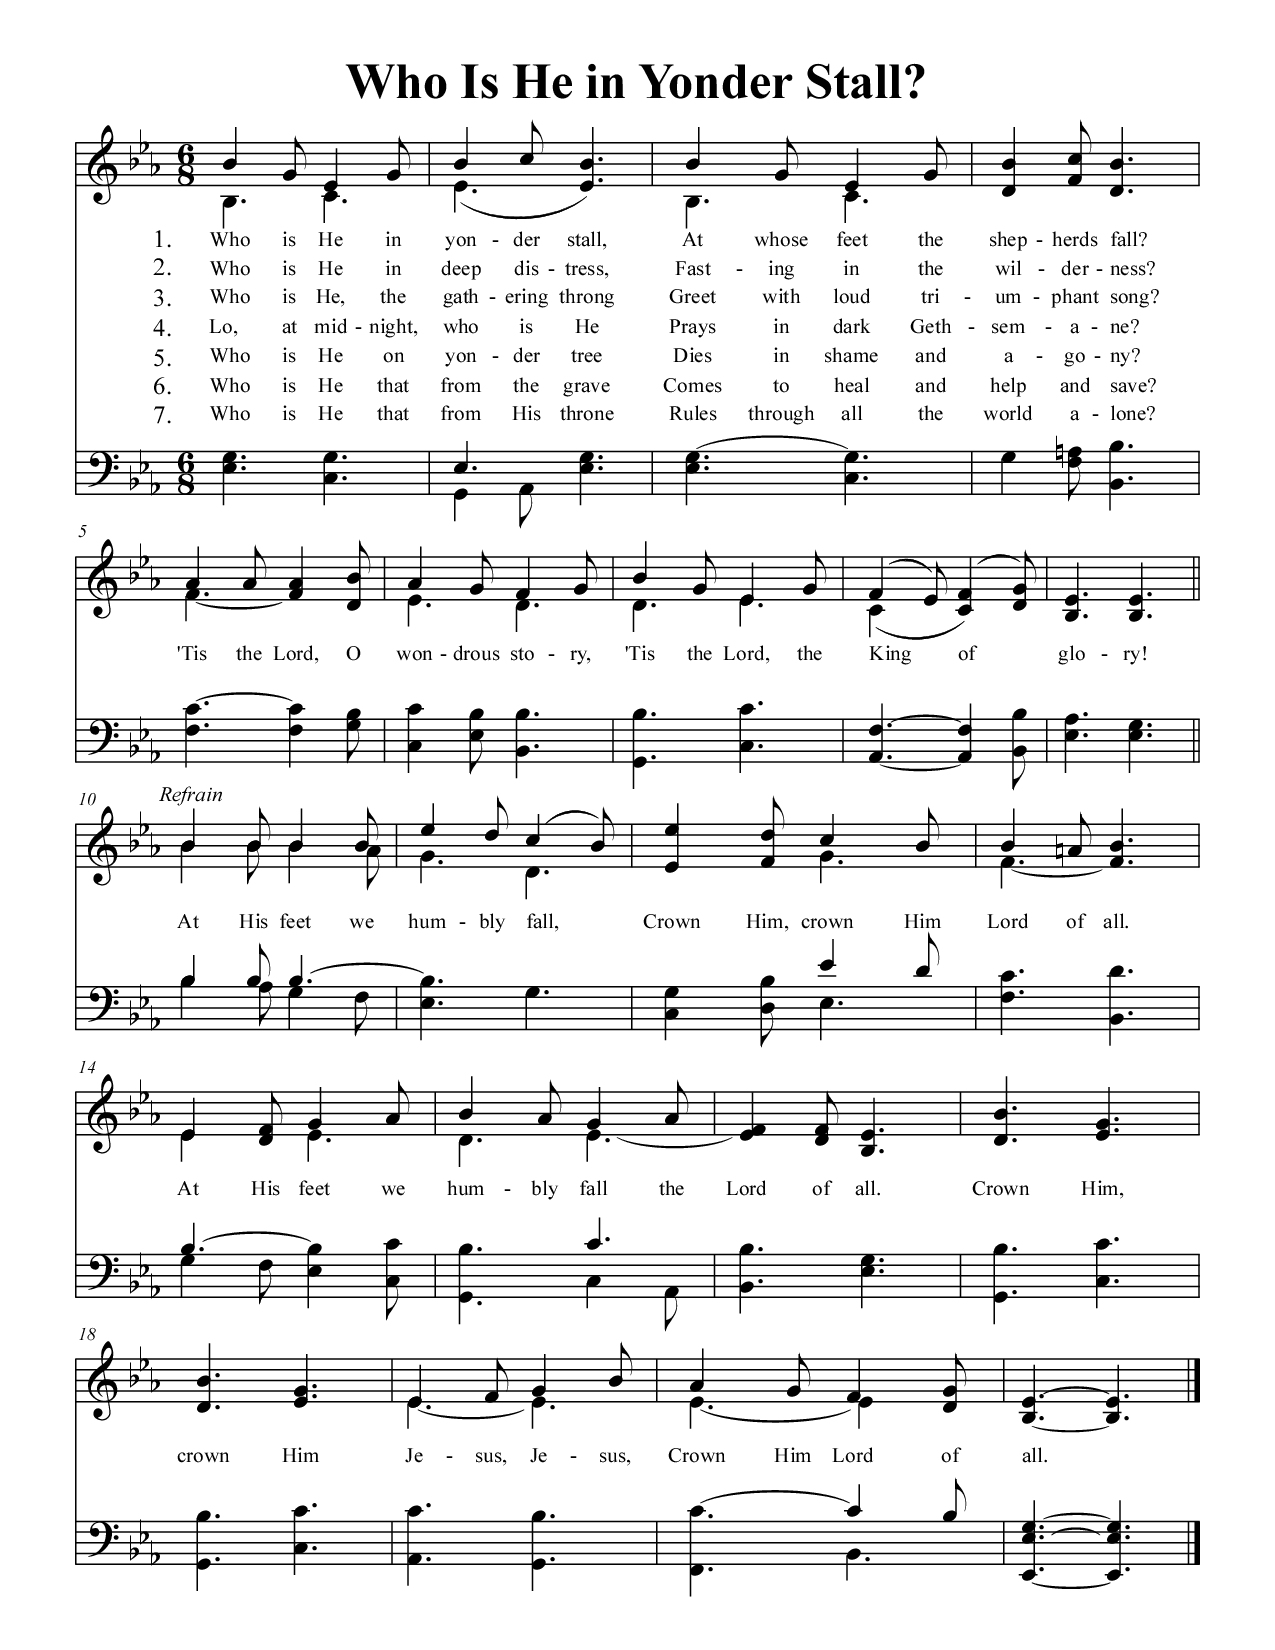 Who Is He in Yonder Stall?
6
8
1. Who is He in yon - der stall, At whose feet the shep - herds fall?
2. Who is He in deep dis - tress, Fast - ing in the wil - der - ness?
3. Who is He, the gath - ering throng Greet with loud tri - um - phant song?
4. Lo, at mid - night, who is He Prays in dark Geth - sem - a - ne?
5. Who is He on yon - der tree Dies in shame and a - go - ny?
6. Who is He that from the grave Comes to heal and help and save?
7. Who is He that from His throne Rules through all the world a - lone?
6
8
5
'Tis the Lord, O won - drous sto - ry, 'Tis the Lord, the King of glo - ry!
10 Refrain
At His feet we hum - bly fall, Crown Him, crown Him Lord of all.
14
At His feet we hum - bly fall the Lord of all. Crown Him,
18
crown Him Je - sus, Je - sus, Crown Him Lord of all.